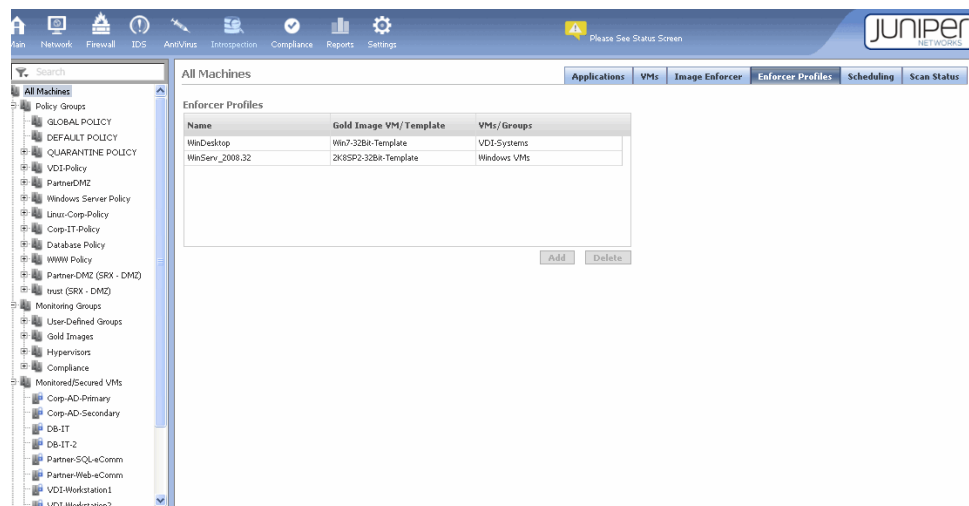 Main Network Firewall IDS AntiVirus Introspection Compliance Reports Settings
Please See Status Screen
JUNIPER
NETWORKS
Search
All Machines
Policy Groups
GLOBAL POLICY
DEFAULT POLICY
QUARANTINE POLICY
VDI-Policy
PartnerDMZ
Windows Server Policy
Linux-Corp-Policy
Corp-IT-Policy
Database Policy
WWW Policy
Partner-DMZ (SRX - DMZ)
trust (SRX - DMZ)
Monitoring Groups
User-Defined Groups
Gold Images
Hypervisors
Compliance
Monitored/Secured VMs
Corp-AD-Primary
Corp-AD-Secondary
DB-IT
DB-IT-2
Partner-SQL-eComm
Partner-Web-eComm
VDI-Workstation1
VDI-Workstation2
All Machines
Applications VMs Image Enforcer Enforcer Profiles Scheduling Scan Status
Enforcer Profiles
Name Gold Image VM/Template VMs/Groups
WinDesktop Win7-32Bit-Template VDI-Systems
WinServ_2008.32 2K8SP2-32Bit-Template Windows VMs
Add Delete